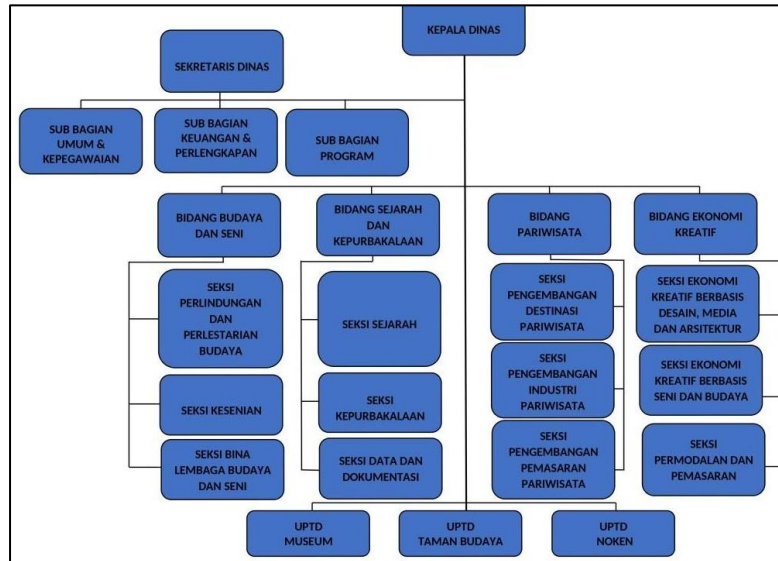 KEPALA DINAS
SEKRETARIS DINAS
SUB BAGIAN
UMUM &
KEPEGAWAIAN
SUB BAGIAN
KEUANGAN &
PERLENGKAPAN
SUB BAGIAN
PROGRAM
BIDANG BUDAYA
DAN SENI
BIDANG SEJARAH
DAN
KEPURBAKALAAN
BIDANG
PARIWISATA
BIDANG EKONOMI
KREATIF
SEKSI
PERLINDUNGAN
DAN
PERLESTARIAN
BUDAYA
SEKSI SEJARAH
SEKSI
PENGEMBANGAN
DESTINASI
PARIWISATA
SEKSI EKONOMI
KREATIF BERBASIS
DESAIN, MEDIA
DAN ARSITEKTUR
SEKSI KESENIAN
SEKSI
KEPURBAKALAAN
SEKSI
PENGEMBANGAN
INDUSTRI
PARIWISATA
SEKSI EKONOMI
KREATIF BERBASIS
SENI DAN BUDAYA
SEKSI BINA
LEMBAGA BUDAYA
DAN SENI
SEKSI DATA DAN
DOKUMENTASI
SEKSI
PENGEMBANGAN
PEMASARAN
PARIWISATA
SEKSI
PERMODALAN DAN
PEMASARAN
UPTD
MUSEUM
UPTD
TAMAN BUDAYA
UPTD
NOKEN